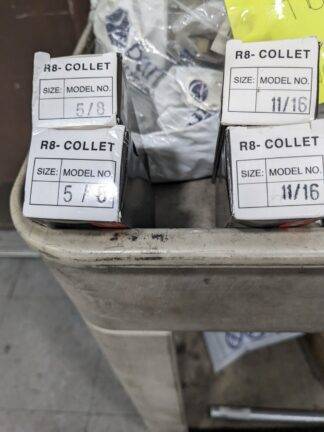 R8- COLLET
SIZE: MODEL NO.
5/8
R8- COLLET
SIZE: MODEL NO.
11/16
R8- COLLET
SIZE: MODEL NO.
5/8
R8- COLLET
SIZE: MODEL NO.
11/16